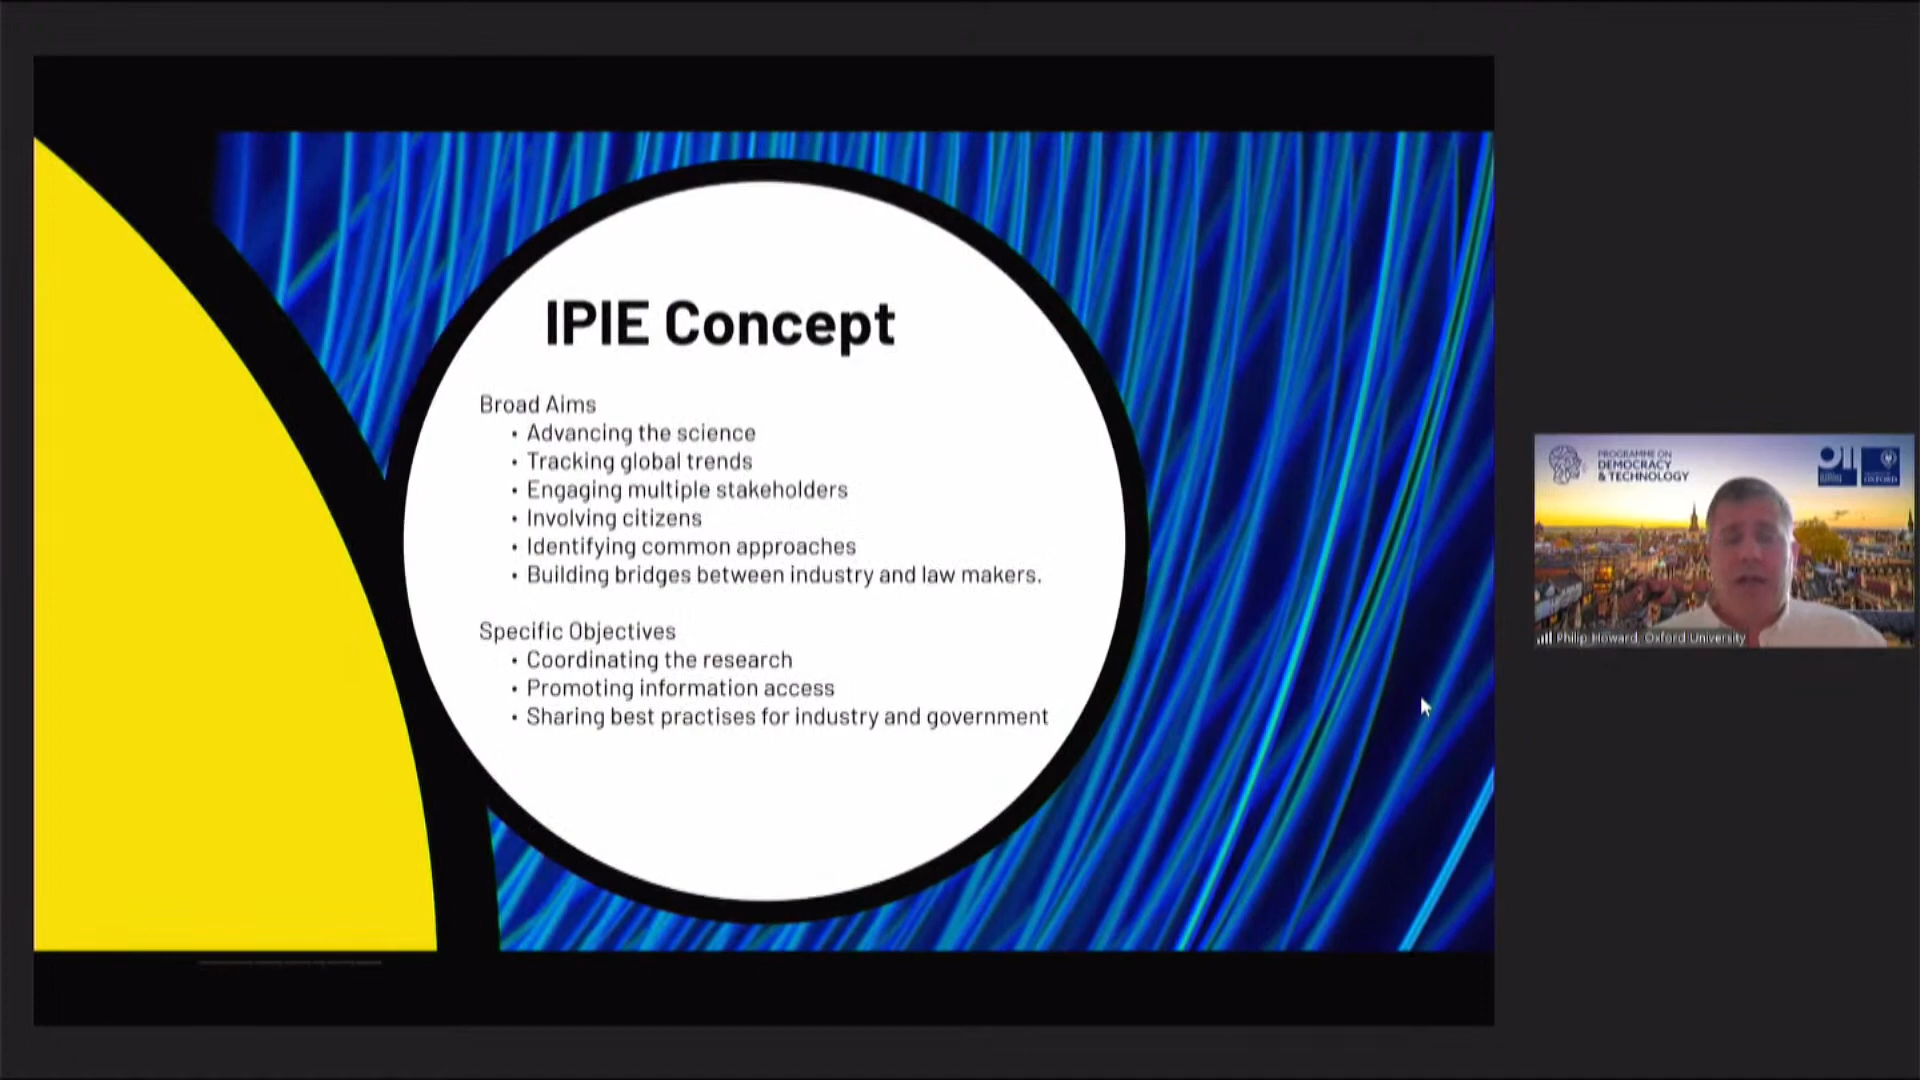 IPIE Concept
Broad Aims
• Advancing the science
• Tracking global trends
• Engaging multiple stakeholders
• Involving citizens
• Identifying common approaches
• Building bridges between industry and law makers.
Specific Objectives
• Coordinating the research
• Promoting information access
• Sharing best practises for industry and government
PROGRAMME ON
DEMOCRACY
& TECHNOLOGY
OII
OXFORD
Philip Howard, Oxford University